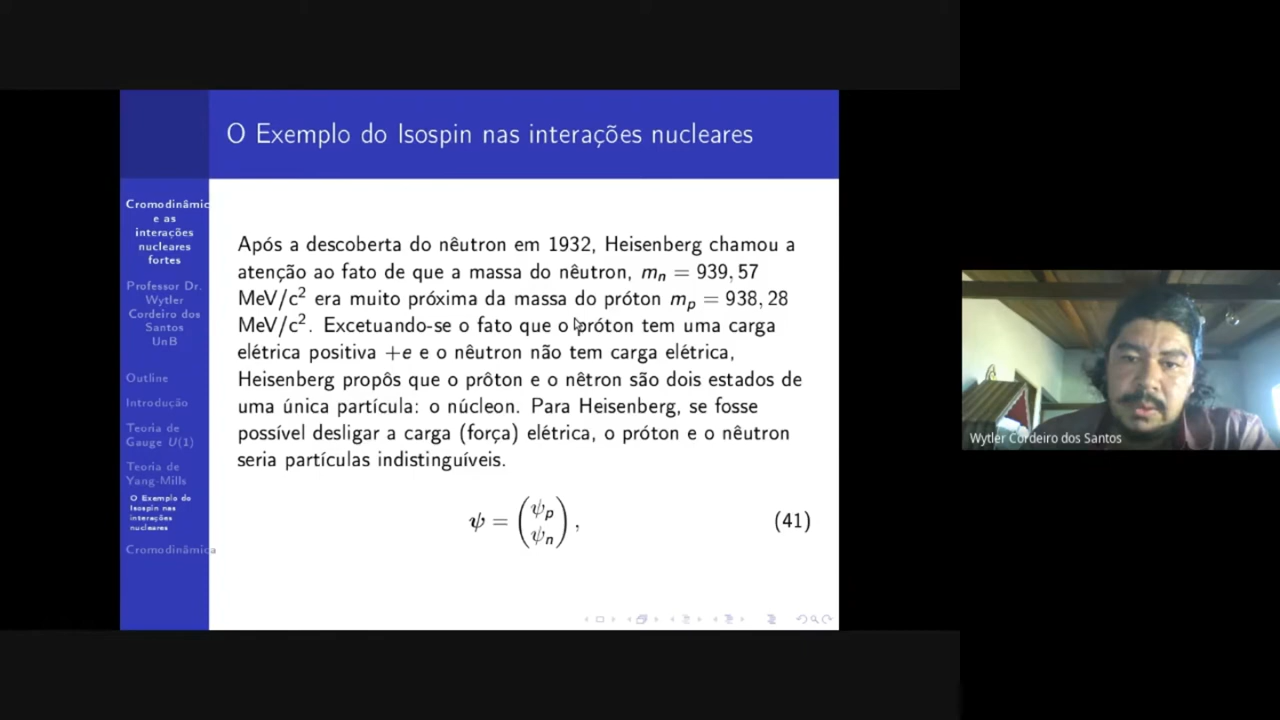 O Exemplo do Isospin nas interações nucleares
Cromodinâmic
e as
interações
nucleares
fortes
Professor Dr.
Wytler
Cordeiro dos
Santos
UnB
Outline
Introdução
Teoria de
Gauge U(1)
Teoria de
Yang-Mills
O Exemplo do
Isospin nas
interações
nucleares
Cromodinâmica
Após a descoberta do nêutron em 1932, Heisenberg chamou a
atenção ao fato de que a massa do nêutron, mₙ = 939, 57
MeV/c² era muito próxima da massa do próton mₚ = 938, 28
MeV/c². Excetuando-se o fato que o próton tem uma carga
elétrica positiva +e e o nêutron não tem carga elétrica,
Heisenberg propôs que o prôton e o nêtron são dois estados de
uma única partícula: o núcleon. Para Heisenberg, se fosse
possível desligar a carga (força) elétrica, o próton e o nêutron
seria partículas indistinguíveis.
ψ = (ψₚ ψₙ) , (41)
Wytler Cordeiro dos Santos